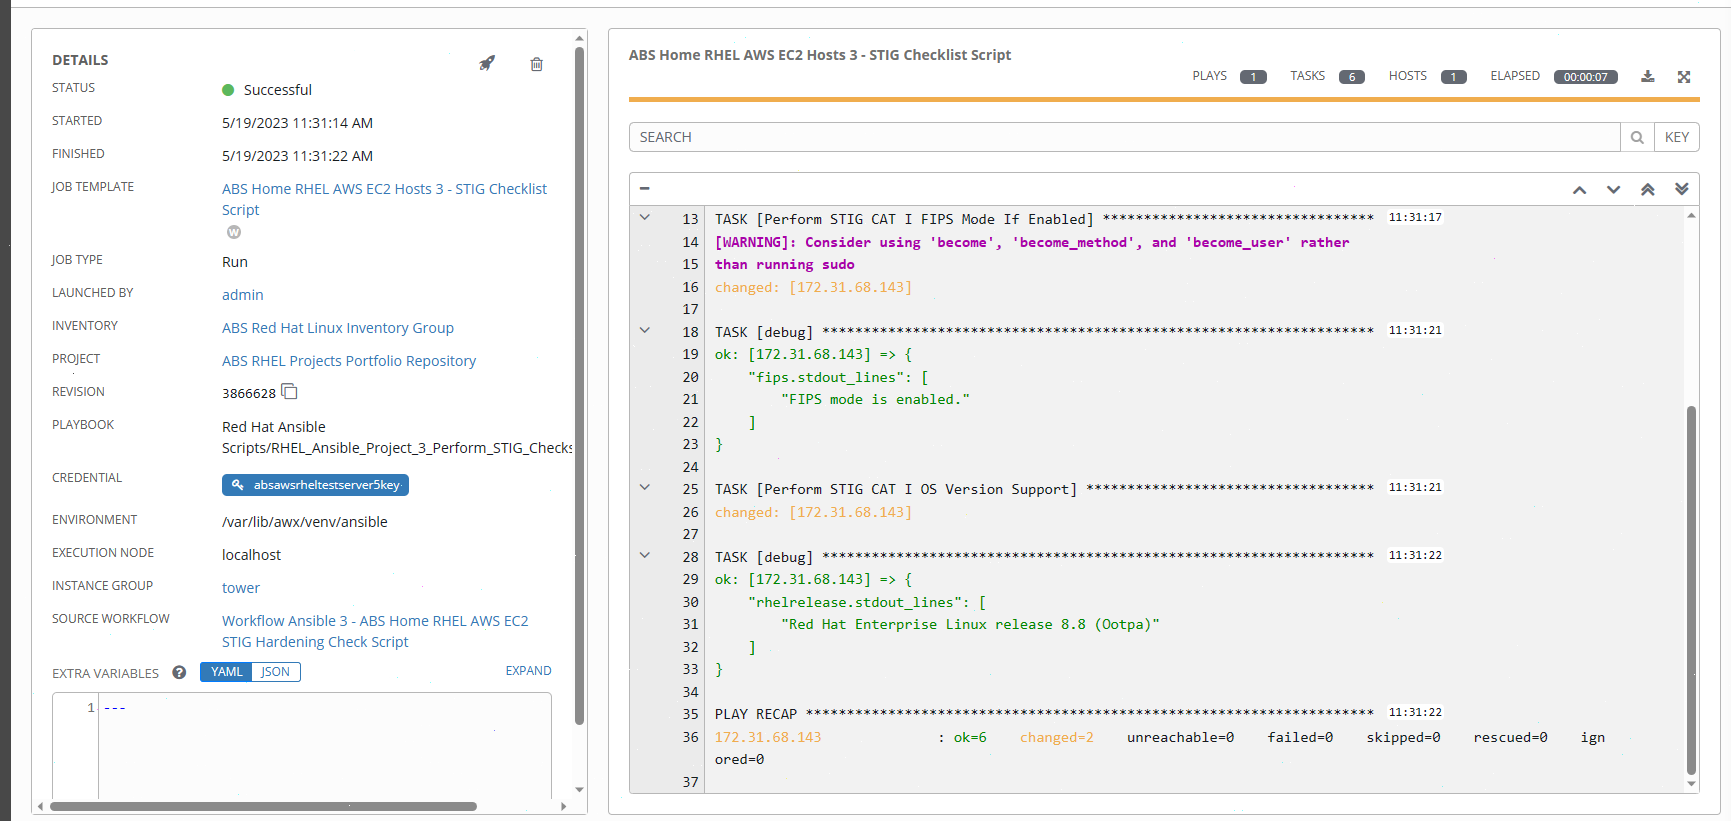 DETAILS
STATUS
Successful
STARTED
5/19/2023 11:31:14 AM
FINISHED
5/19/2023 11:31:22 AM
JOB TEMPLATE
ABS Home RHEL AWS EC2 Hosts 3 - STIG Checklist
Script
W
JOB TYPE
Run
LAUNCHED BY
admin
INVENTORY
ABS Red Hat Linux Inventory Group
PROJECT
ABS RHEL Projects Portfolio Repository
REVISION
3866628
PLAYBOOK
Red Hat Ansible
Scripts/RHEL_Ansible_Project_3_Perform_STIG_Checks
CREDENTIAL
absawsrheltestserver5key
ENVIRONMENT
/var/lib/awx/venv/ansible
EXECUTION NODE
localhost
INSTANCE GROUP
tower
SOURCE WORKFLOW
Workflow Ansible 3 - ABS Home RHEL AWS EC2
STIG Hardening Check Script
EXTRA VARIABLES ? YAML JSON EXPAND
1 ---
ABS Home RHEL AWS EC2 Hosts 3 - STIG Checklist Script
PLAYS 1 TASKS 6 HOSTS 1 ELAPSED 00:00:07
SEARCH KEY
13 TASK [Perform STIG CAT I FIPS Mode If Enabled] ********************************* 11:31:17
14 [WARNING]: Consider using 'become', 'become_method', and 'become_user' rather
15 than running sudo
16 changed: [172.31.68.143]
17
18 TASK [debug] ******************************************************************* 11:31:21
19 ok: [172.31.68.143] => {
20 "fips.stdout_lines": [
21 "FIPS mode is enabled."
22 ]
23 }
24
25 TASK [Perform STIG CAT I OS Version Support] *********************************** 11:31:21
26 changed: [172.31.68.143]
27
28 TASK [debug] ******************************************************************* 11:31:22
29 ok: [172.31.68.143] => {
30 "rhelrelease.stdout_lines": [
31 "Red Hat Enterprise Linux release 8.8 (Ootpa)"
32 ]
33 }
34
35 PLAY RECAP ********************************************************************* 11:31:22
36 172.31.68.143 : ok=6 changed=2 unreachable=0 failed=0 skipped=0 rescued=0 ign
ored=0
37